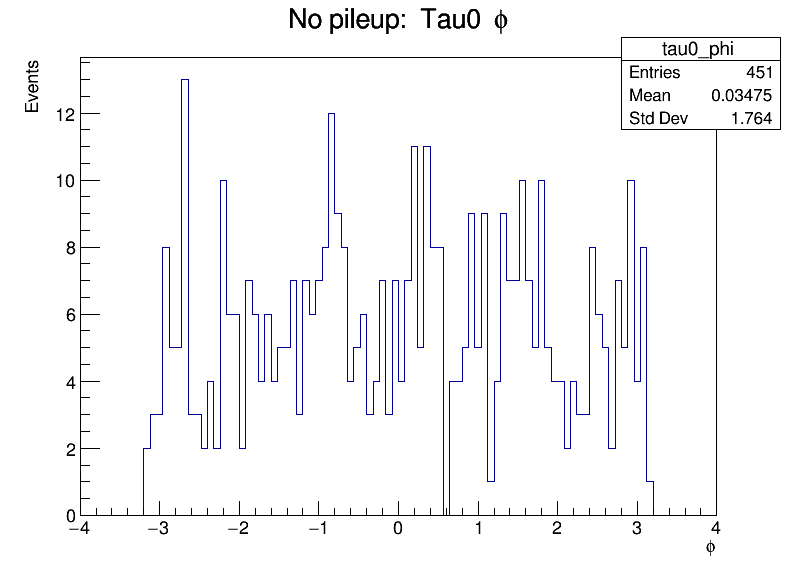 No pileup: Tau0 ϕ
tau0_phi
Entries 451
Mean 0.03475
Std Dev 1.764
Events
12
10
8
6
4
2
0
−4 −3 −2 −1 0 1 2 3 4
ϕ